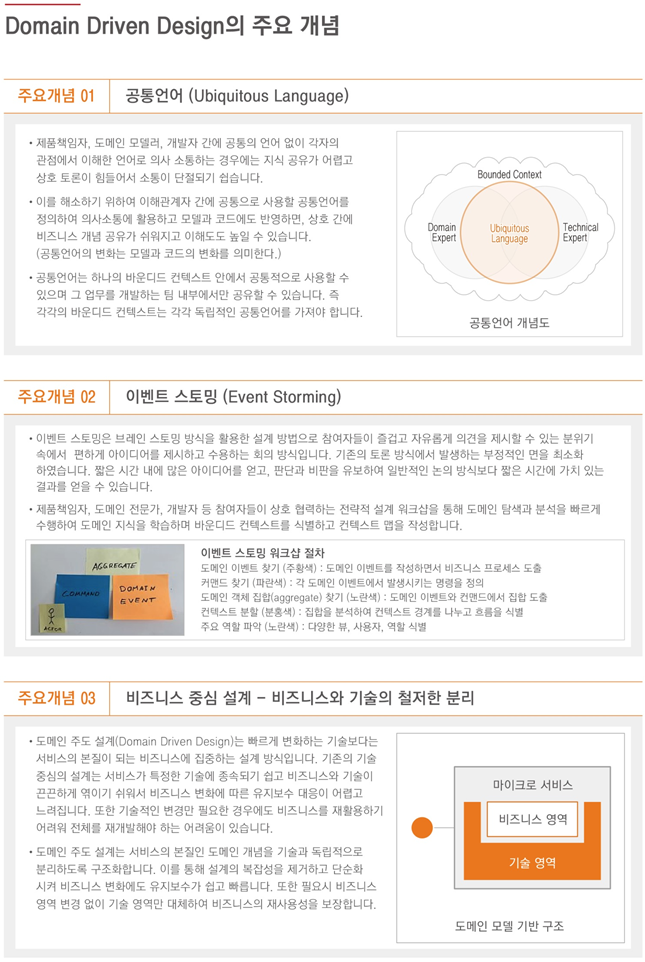 Domain Driven Design의 주요 개념
주요개념 01 공통언어 (Ubiquitous Language)
• 제품책임자, 도메인 모델러, 개발자 간에 공통의 언어 없이 각자의
관점에서 이해한 언어로 의사 소통하는 경우에는 지식 공유가 어렵고
상호 토론이 힘들어서 소통이 단절되기 쉽습니다.
• 이를 해소하기 위하여 이해관계자 간에 공통으로 사용할 공통언어를
정의하여 의사소통에 활용하고 모델과 코드에도 반영하면, 상호 간에
비즈니스 개념 공유가 쉬워지고 이해도도 높일 수 있습니다.
(공통언어의 변화는 모델과 코드의 변화를 의미한다.)
• 공통언어는 하나의 바운디드 컨텍스트 안에서 공통적으로 사용할 수
있으며 그 업무를 개발하는 팀 내부에서만 공유할 수 있습니다. 즉
각각의 바운디드 컨텍스트는 각각 독립적인 공통언어를 가져야 합니다.
Bounded Context
Domain
Expert
Ubiquitous
Language
Technical
Expert
공통언어 개념도
주요개념 02 이벤트 스토밍 (Event Storming)
• 이벤트 스토밍은 브레인 스토밍 방식을 활용한 설계 방법으로 참여자들이 즐겁고 자유롭게 의견을 제시할 수 있는 분위기
속에서 편하게 아이디어를 제시하고 수용하는 회의 방식입니다. 기존의 토론 방식에서 발생하는 부정적인 면을 최소화
하였습니다. 짧은 시간 내에 많은 아이디어를 얻고, 판단과 비판을 유보하여 일반적인 논의 방식보다 짧은 시간에 가치 있는
결과를 얻을 수 있습니다.
• 제품책임자, 도메인 전문가, 개발자 등 참여자들이 상호 협력하는 전략적 설계 워크샵을 통해 도메인 탐색과 분석을 빠르게
수행하여 도메인 지식을 학습하며 바운디드 컨텍스트를 식별하고 컨텍스트 맵을 작성합니다.
AGGREGATE
COMMAND
DOMAIN
EVENT
ACTOR
이벤트 스토밍 워크샵 절차
도메인 이벤트 찾기 (주황색) : 도메인 이벤트를 작성하면서 비즈니스 프로세스 도출
커맨드 찾기 (파란색) : 각 도메인 이벤트에서 발생시키는 명령을 정의
도메인 객체 집합(aggregate) 찾기 (노란색) : 도메인 이벤트와 컨맨드에서 집합 도출
컨텍스트 분할 (분홍색) : 집합을 분석하여 컨텍스트 경계를 나누고 흐름을 식별
주요 역할 파악 (노란색) : 다양한 뷰, 사용자, 역할 식별
주요개념 03 비즈니스 중심 설계 – 비즈니스와 기술의 철저한 분리
• 도메인 주도 설계(Domain Driven Design)는 빠르게 변화하는 기술보다는
서비스의 본질이 되는 비즈니스에 집중하는 설계 방식입니다. 기존의 기술
중심의 설계는 서비스가 특정한 기술에 종속되기 쉽고 비즈니스와 기술이
끈끈하게 엮이기 쉬워서 비즈니스 변화에 따른 유지보수 대응이 어렵고
느려집니다. 또한 기술적인 변경만 필요한 경우에도 비즈니스를 재활용하기
어려워 전체를 재개발해야 하는 어려움이 있습니다.
• 도메인 주도 설계는 서비스의 본질인 도메인 개념을 기술과 독립적으로
분리하도록 구조화합니다. 이를 통해 설계의 복잡성을 제거하고 단순화
시켜 비즈니스 변화에도 유지보수가 쉽고 빠릅니다. 또한 필요시 비즈니스
영역 변경 없이 기술 영역만 대체하여 비즈니스의 재사용성을 보장합니다.
마이크로 서비스
비즈니스 영역
기술 영역
도메인 모델 기반 구조